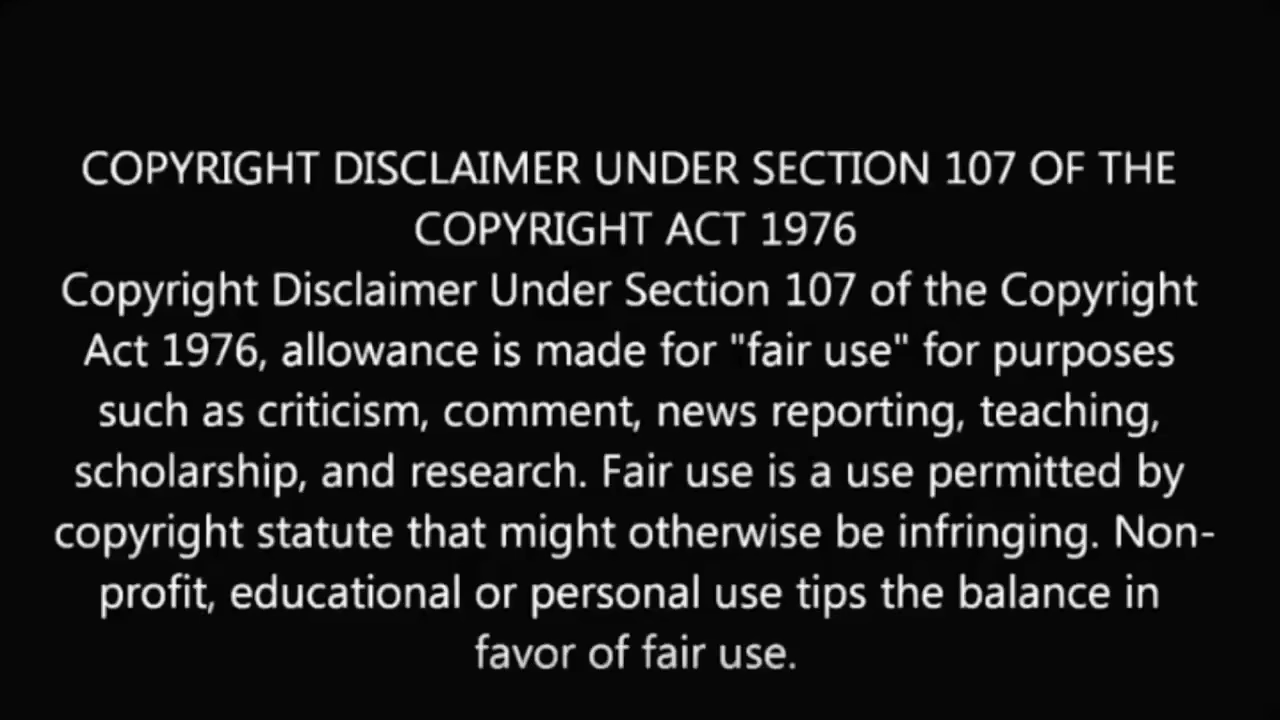 COPYRIGHT DISCLAIMER UNDER SECTION 107 OF THE
COPYRIGHT ACT 1976
Copyright Disclaimer Under Section 107 of the Copyright
Act 1976, allowance is made for "fair use" for purposes
such as criticism, comment, news reporting, teaching,
scholarship, and research. Fair use is a use permitted by
copyright statute that might otherwise be infringing. Non-
profit, educational or personal use tips the balance in
favor of fair use.